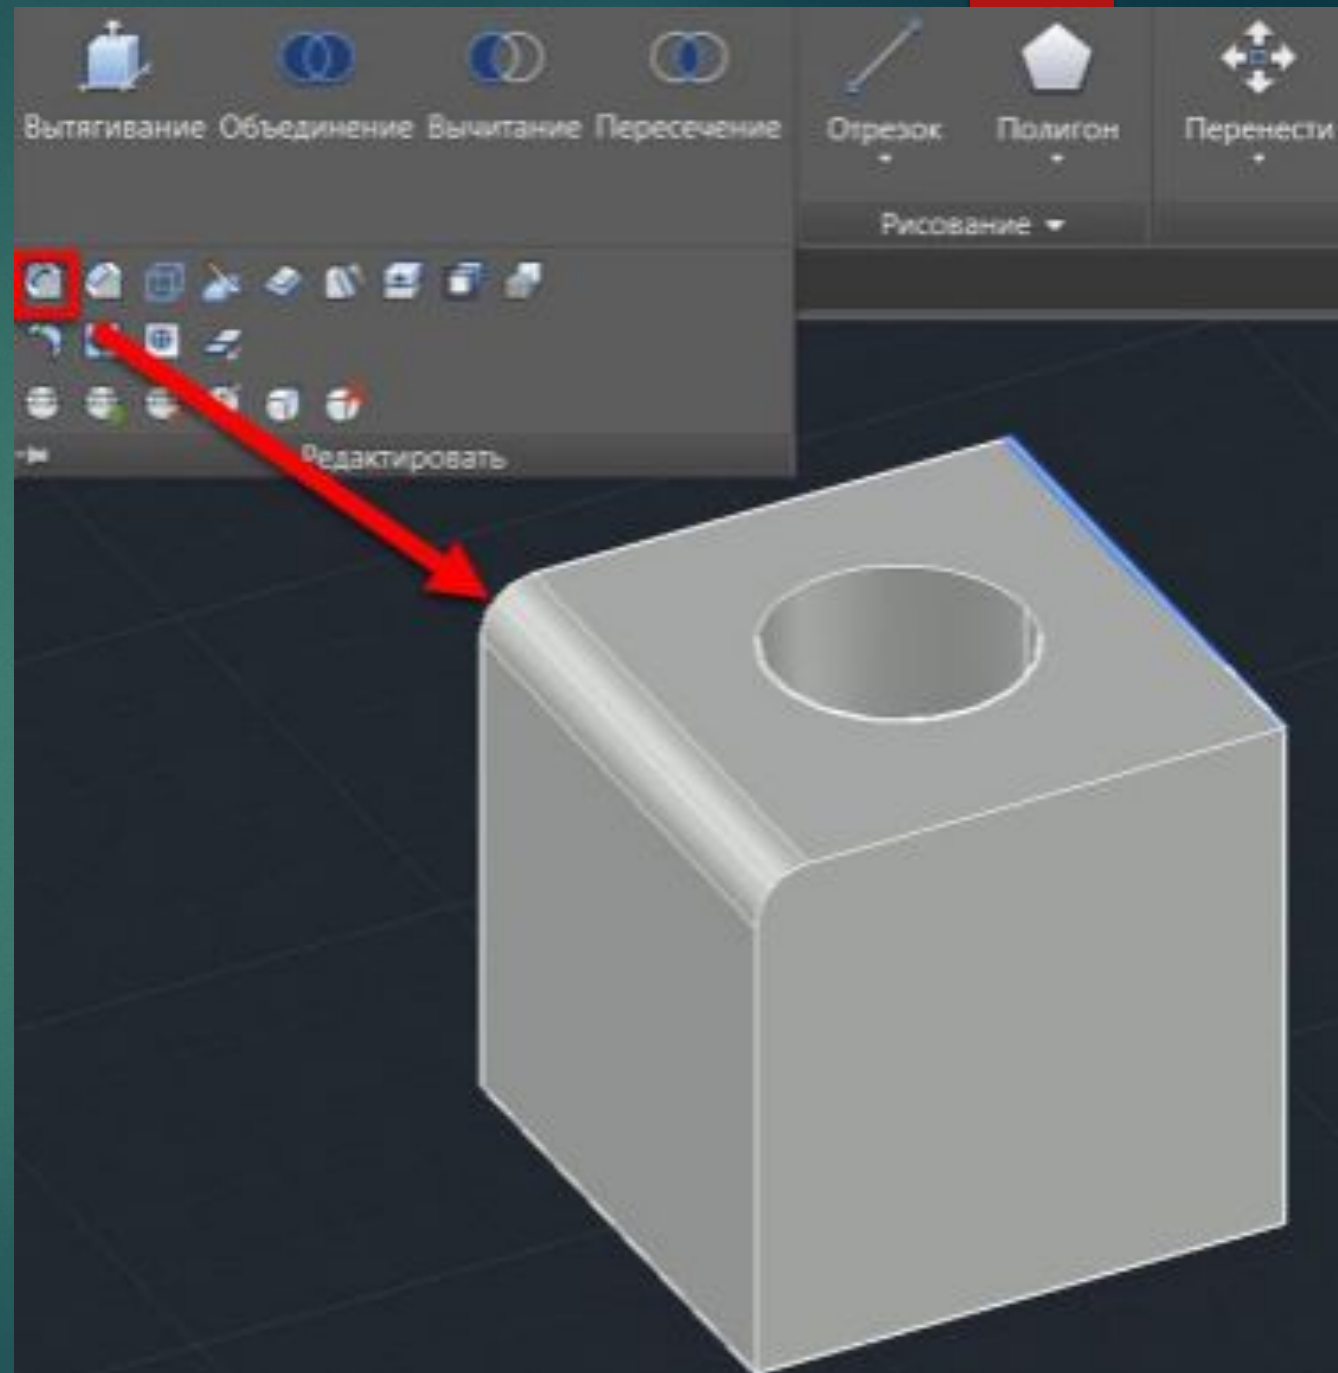 Вытягивание Объединение Вычитание Пересечение Отрезок Полигон Перенести
Рисование
Редактировать